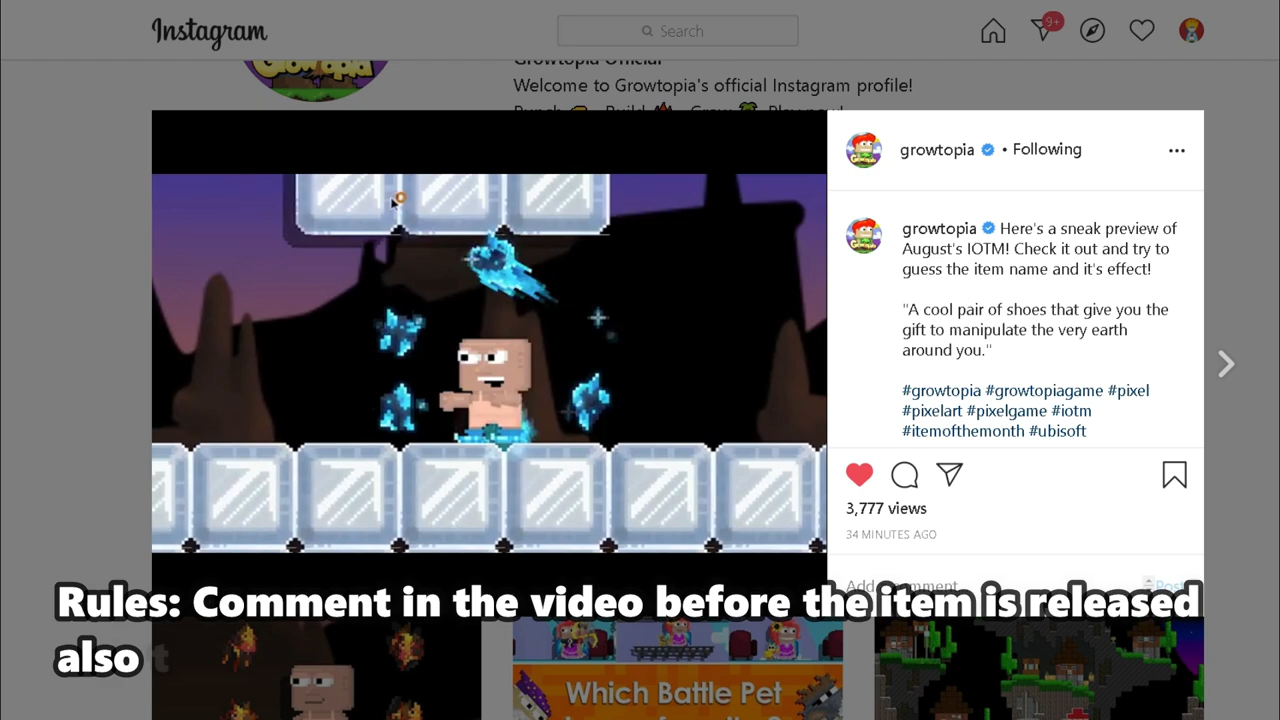 Instagram
Search
9+
Growtopia Official
Welcome to Growtopia's official Instagram profile!
growtopia • Following
growtopia Here's a sneak preview of
August's IOTM! Check it out and try to
guess the item name and it's effect!
"A cool pair of shoes that give you the
gift to manipulate the very earth
around you."
#growtopia #growtopiagame #pixel
#pixelart #pixelgame #iotm
#itemofthemonth #ubisoft
3,777 views
34 MINUTES AGO
Post
Rules: Comment in the video before the item is released
also t
Which Battle Pet